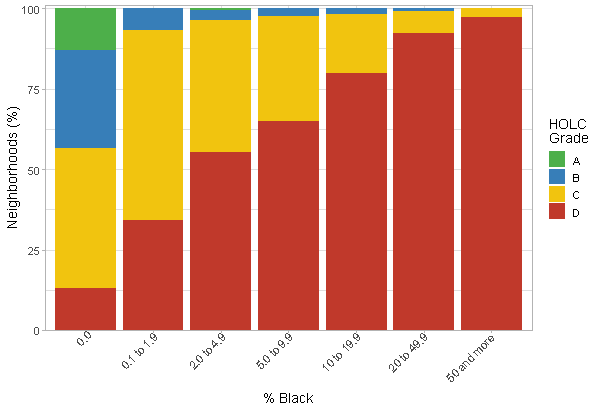 100
75
50
25
0
Neighborhoods (%)
0.0
0.1 to 1.9
2.0 to 4.9
5.0 to 9.9
10 to 19.9
20 to 49.9
50 and more
% Black
HOLC
Grade
A
B
C
D